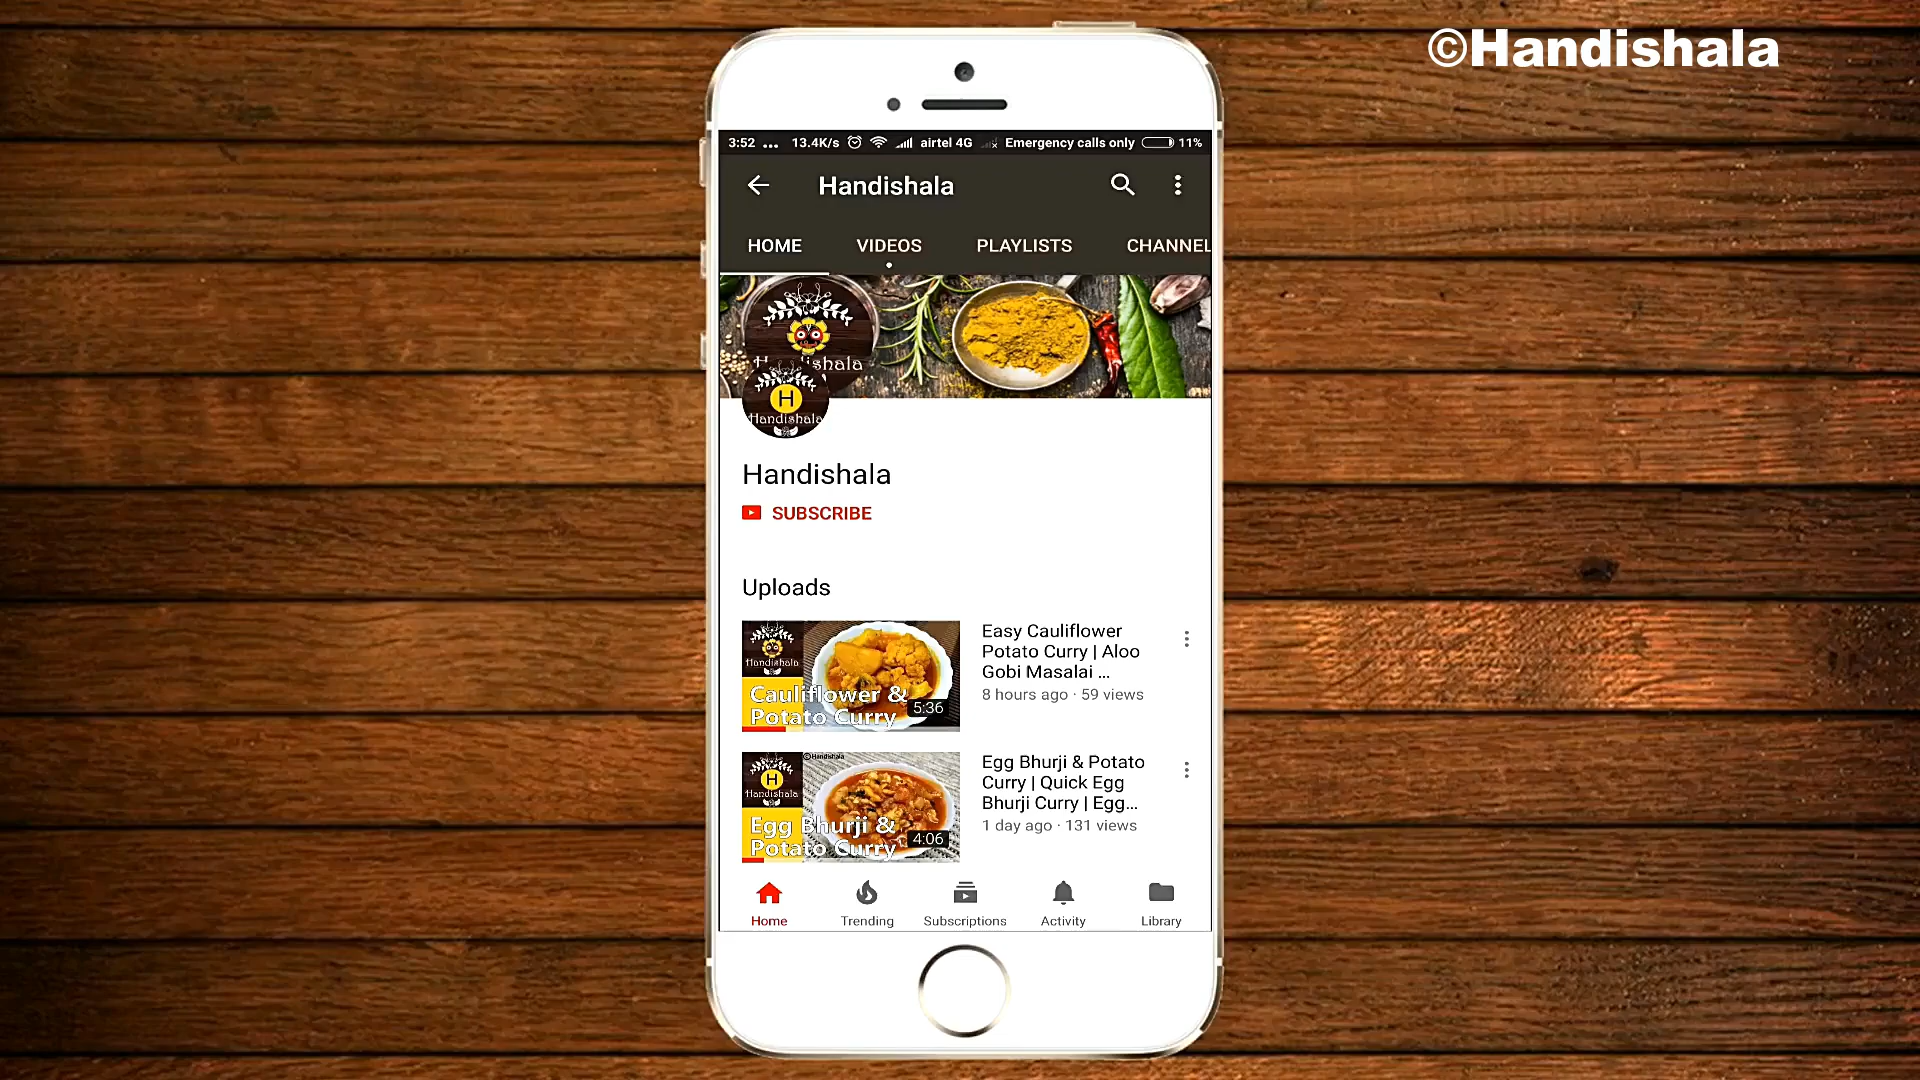 ©Handishala
3:52 ... 13.4K/s airtel 4G Emergency calls only 11%
Handishala
HOME VIDEOS PLAYLISTS CHANNEL
Handishala
H
Handishala
Handishala
SUBSCRIBE
Uploads
Handishala
Cauliflower &
Potato Curry
5:36
Easy Cauliflower
Potato Curry | Aloo
Gobi Masalai ...
8 hours ago · 59 views
©Handishala
H
Handishala
Egg Bhurji &
Potato Curry
4:06
Egg Bhurji & Potato
Curry | Quick Egg
Bhurji Curry | Egg...
1 day ago · 131 views
Home Trending Subscriptions Activity Library